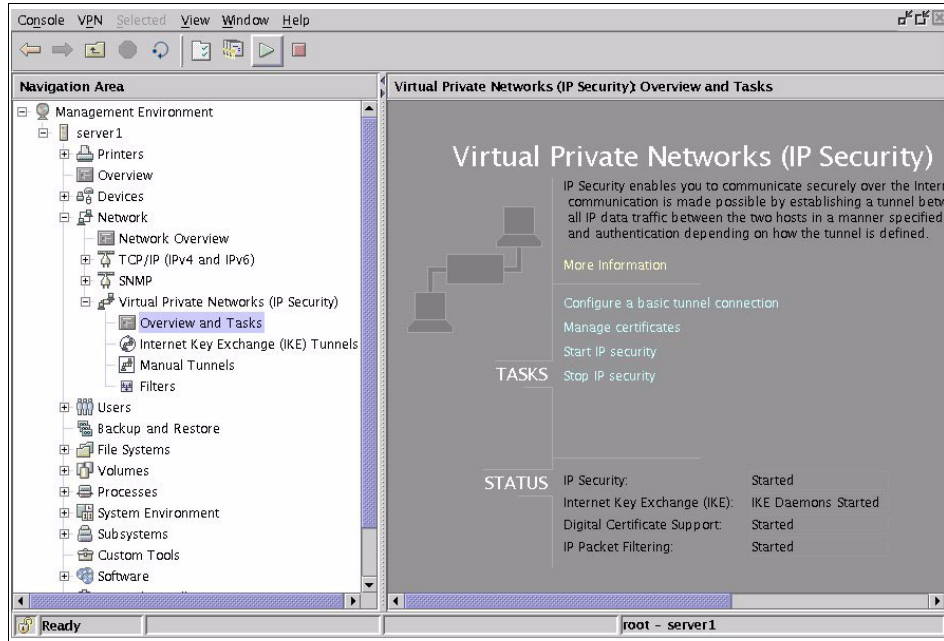 Console VPN Selected View Window Help
Navigation Area
Management Environment
server1
Printers
Overview
Devices
Network
Network Overview
TCP/IP (IPv4 and IPv6)
SNMP
Virtual Private Networks (IP Security)
Overview and Tasks
Internet Key Exchange (IKE) Tunnels
Manual Tunnels
Filters
Users
Backup and Restore
File Systems
Volumes
Processes
System Environment
Subsystems
Custom Tools
Software
Virtual Private Networks (IP Security): Overview and Tasks
Virtual Private Networks (IP Security)
IP Security enables you to communicate securely over the Inter
communication is made possible by establishing a tunnel betw
all IP data traffic between the two hosts in a manner specified
and authentication depending on how the tunnel is defined.
More Information
Configure a basic tunnel connection
Manage certificates
Start IP security
TASKS Stop IP security
STATUS IP Security: Started
Internet Key Exchange (IKE): IKE Daemons Started
Digital Certificate Support: Started
IP Packet Filtering: Started
Ready
root - server1